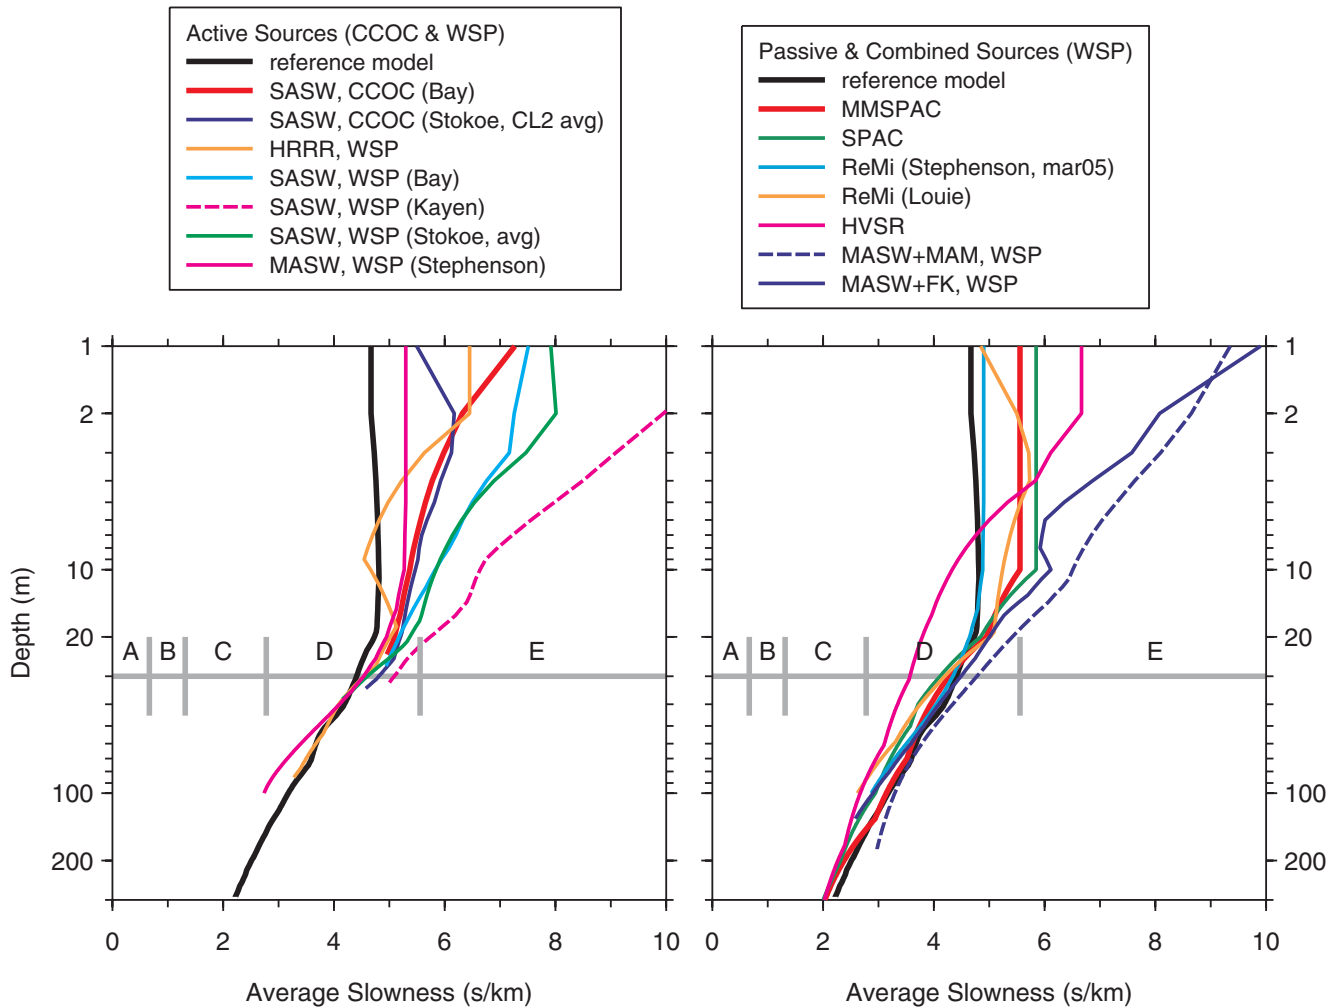 Active Sources (CCOC & WSP)
reference model
SASW, CCOC (Bay)
SASW, CCOC (Stokoe, CL2 avg)
HRRR, WSP
SASW, WSP (Bay)
SASW, WSP (Kayen)
SASW, WSP (Stokoe, avg)
MASW, WSP (Stephenson)
Passive & Combined Sources (WSP)
reference model
MMSPAC
SPAC
ReMi (Stephenson, mar05)
ReMi (Louie)
HVSR
MASW+MAM, WSP
MASW+FK, WSP
Depth (m)
1
2
10
20
100
200
A B C D E
0 2 4 6 8 10
Average Slowness (s/km)
A B C D E
1
2
10
20
100
200
0 2 4 6 8 10
Average Slowness (s/km)